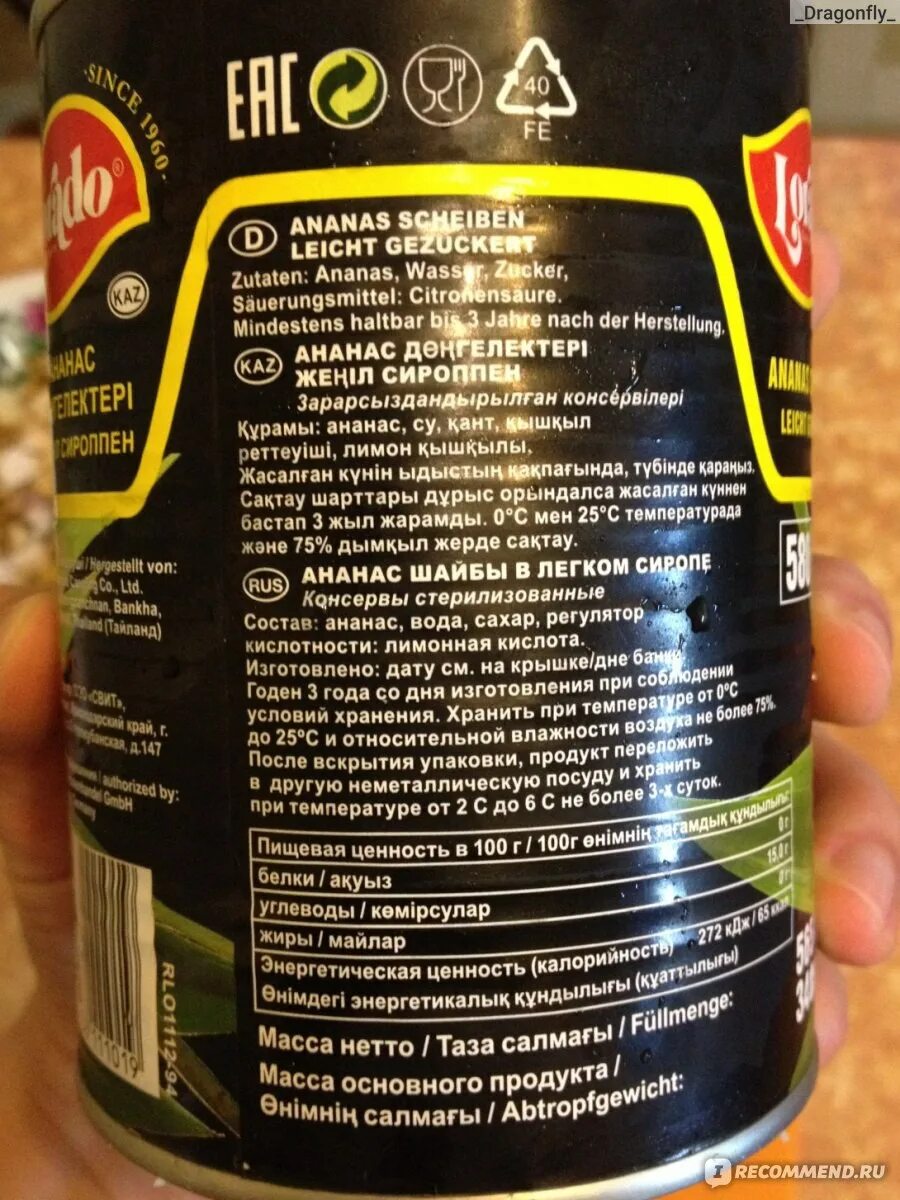 _Dragonfly_
·SINCE 1960·
EAC
40
FE
D
ANANAS SCHEIBEN
LEICHT GEZUCKERT
Zutaten: Ananas, Wasser, Zucker,
Säuerungsmittel: Citronensaure.
Mindestens haltbar bis 3 Jahre nach der Herstellung.
KAZ
АНАНАС ДӨҢГЕЛЕКТЕРІ
ЖЕҢІЛ СИРОППЕН
Зарарсыздандырылған консервілері
Құрамы: ананас, су, қант, қышқыл
реттеуіші, лимон қышқылы.
Жасалған күнін ыдыстың қақпағында, түбінде қараңыз.
Сақтау шарттары дұрыс орындалса жасалған күннен
бастап 3 жыл жарамды. 0°С мен 25°С температурада
және 75% дымқыл жерде сақтау.
RUS
АНАНАС ШАЙБЫ В ЛЕГКОМ СИРОПЕ
Консервы стерилизованные
Состав: ананас, вода, сахар, регулятор
кислотности: лимонная кислота.
Изготовлено: дату см. на крышке/дне банки.
Годен 3 года со дня изготовления при соблюдении
условий хранения. Хранить при температуре от 0°С
до 25°С и относительной влажности воздуха не более 75%.
После вскрытия упаковки, продукт переложить
в другую неметаллическую посуду и хранить
при температуре от 2 С до 6 С не более 3-х суток.
Пищевая ценность в 100 г / 100г өнімнің тағамдық құндылығы:
белки / ақуыз 0 г
углеводы / көмірсулар 15,0 г
жиры / майлар 0 г
Энергетическая ценность (калорийность) 272 кДж / 65 ккал
Өнімдегі энергетикалық құндылығы (қуаттылығы)
Масса нетто / Таза салмағы / Füllmenge:
Масса основного продукта /
Өнімнің салмағы / Abtropfgewicht:
KAZ
СИРОППЕН
/ Hergestellt von:
Co., Ltd.
Bankha,
(Тайланд)
«СВИТ»,
край, г.
д.147
/ authorized by:
GmbH
RLO1112-94
LEICHT
IRECOMMEND.RU